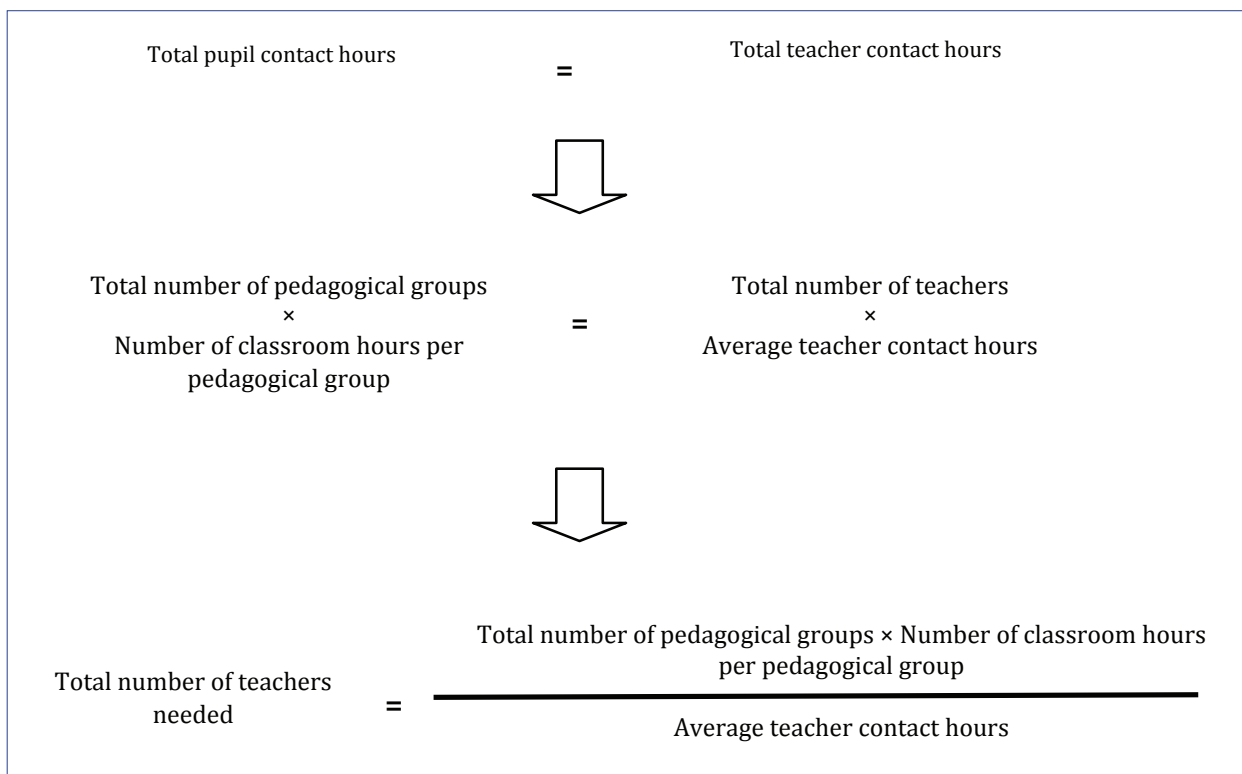 Total pupil contact hours = Total teacher contact hours
Total number of pedagogical groups
×
Number of classroom hours per
pedagogical group
=
Total number of teachers
×
Average teacher contact hours
Total number of teachers
needed
=
Total number of pedagogical groups × Number of classroom hours
per pedagogical group
Average teacher contact hours